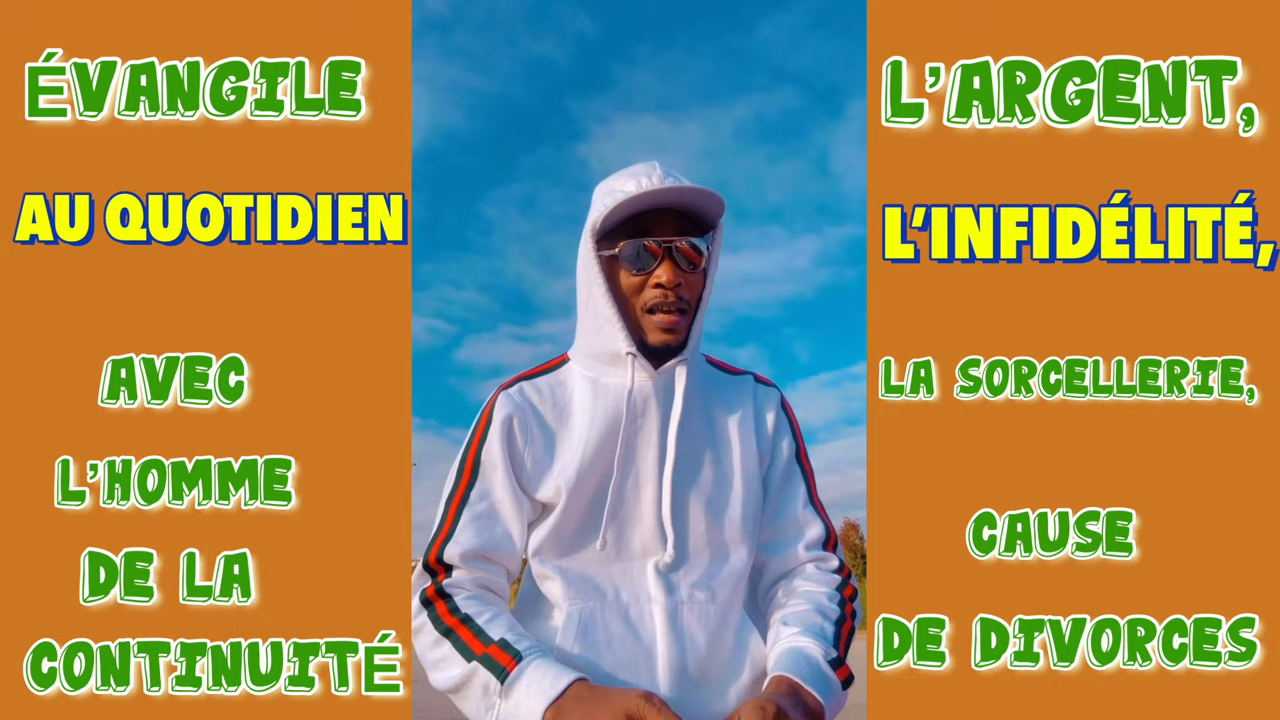 ÉVANGILE
AU QUOTIDIEN
AVEC
L'HOMME
DE LA
CONTINUITÉ
L'ARGENT,
L'INFIDÉLITÉ,
LA SORCELLERIE,
CAUSE
DE DIVORCES